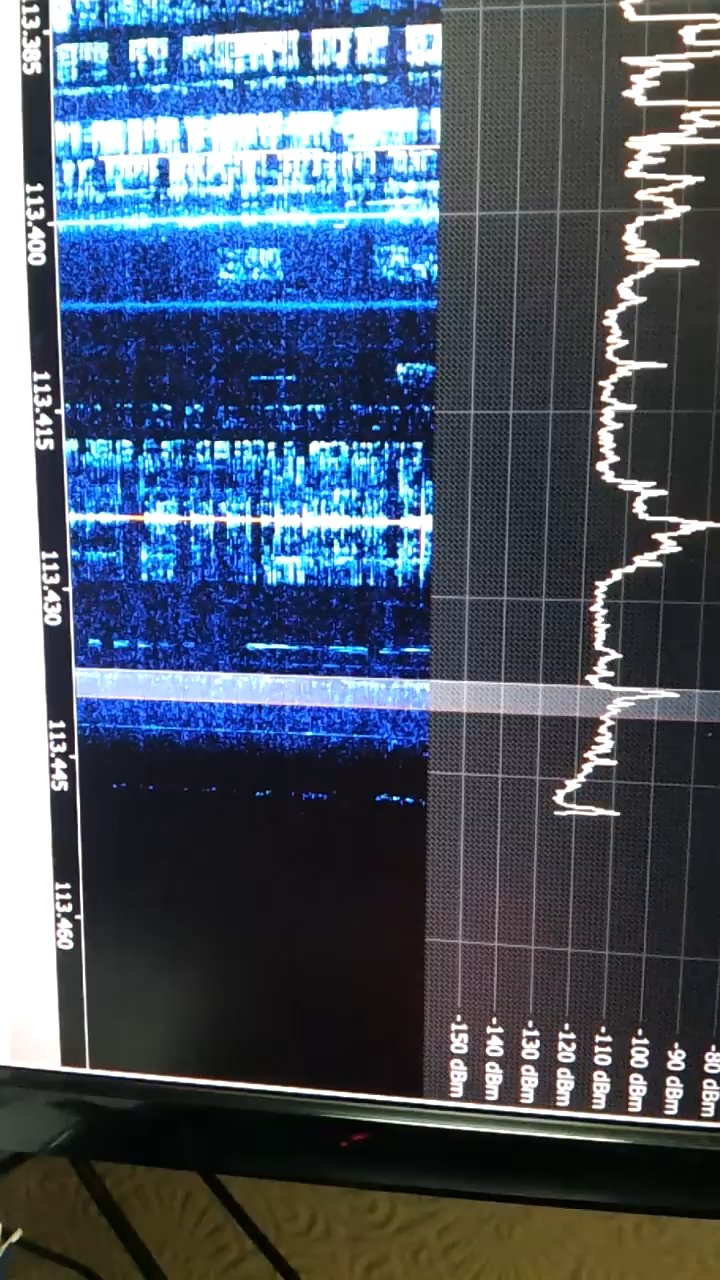 13.385
113.400
113.415
113.430
113.445
113.460
-80 dBm
-90 dBm
-100 dBm
-110 dBm
-120 dBm
-130 dBm
-140 dBm
-150 dBm